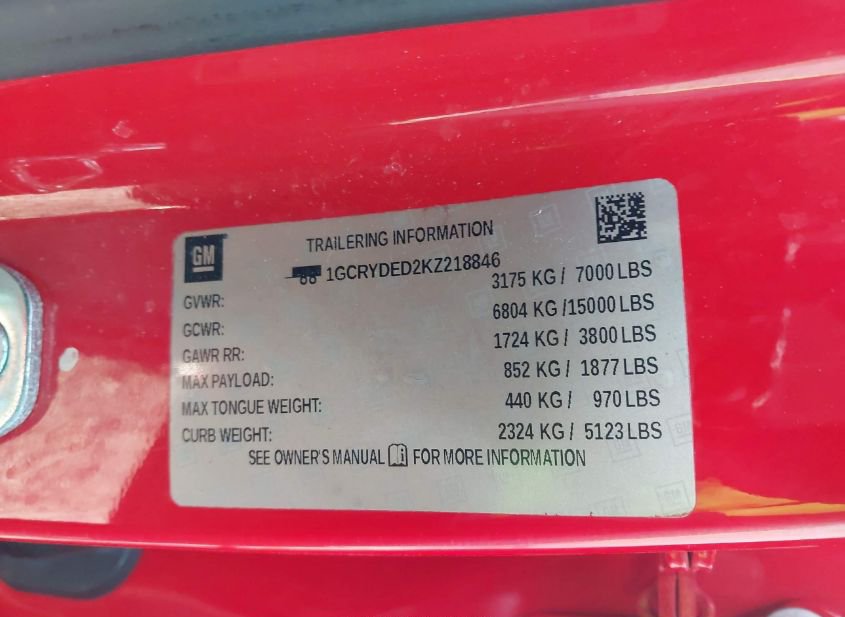 GM
TRAILERING INFORMATION
1GCRYDED2KZ218846
GVWR: 3175 KG / 7000 LBS
GCWR: 6804 KG /15000 LBS
GAWR RR: 1724 KG / 3800 LBS
MAX PAYLOAD: 852 KG / 1877 LBS
MAX TONGUE WEIGHT: 440 KG / 970 LBS
CURB WEIGHT: 2324 KG / 5123 LBS
SEE OWNER'S MANUAL FOR MORE INFORMATION